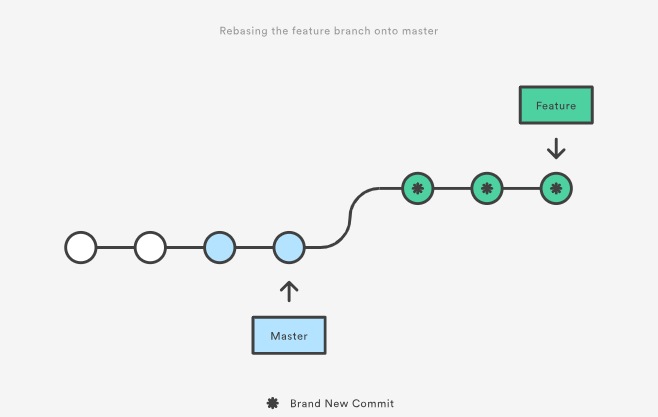 Rebasing the feature branch onto master
Feature
Master
Brand New Commit